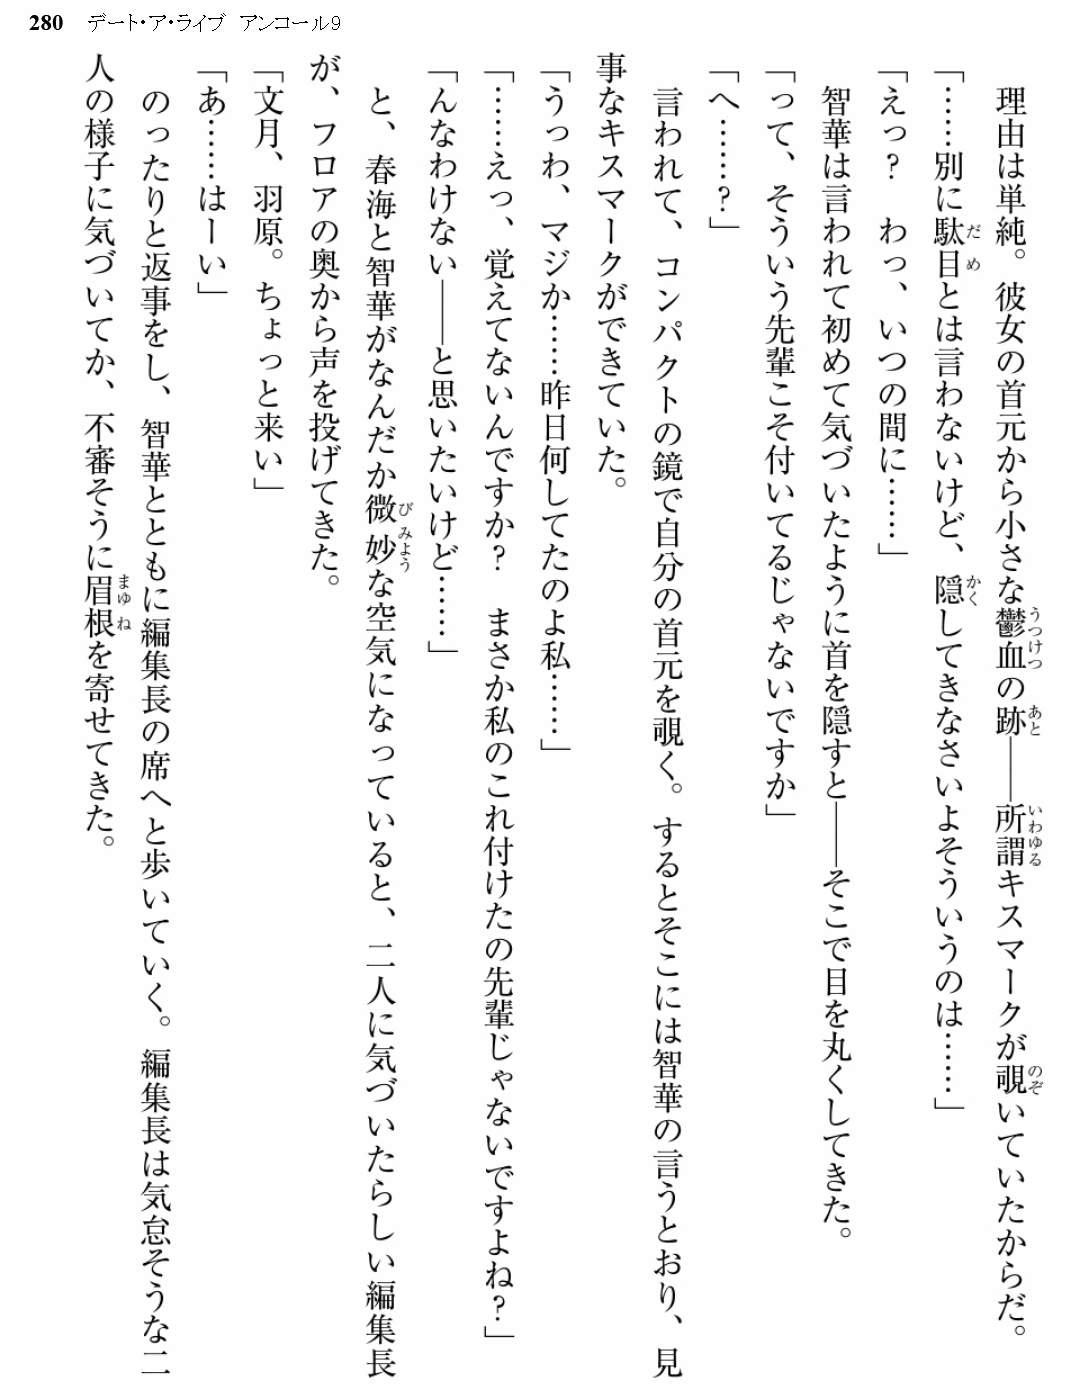 280 デート・ア・ライブ アンコール9
　理由は単純。彼女の首元から小さな鬱血の跡――所謂キスマークが覗いていたからだ。
「……別に駄目とは言わないけど、隠してきなさいよそういうのは……」
「えっ？　わっ、いつの間に……」
　智華は言われて初めて気づいたように首を隠すと――そこで目を丸くしてきた。
「って、そういう先輩こそ付いてるじゃないですか」
「へ……？」
　言われて、コンパクトの鏡で自分の首元を覗く。するとそこには智華の言うとおり、見
事なキスマークができていた。
「うっわ、マジか……昨日何してたのよ私……」
「……えっ、覚えてないんですか？　まさか私のこれ付けたの先輩じゃないですよね？」
「んなわけない――と思いたいけど……」
　と、春海と智華がなんだか微妙な空気になっていると、二人に気づいたらしい編集長
が、フロアの奥から声を投げてきた。
「文月、羽原。ちょっと来い」
「あ……はーい」
　のったりと返事をし、智華とともに編集長の席へと歩いていく。編集長は気怠そうな二
人の様子に気づいてか、不審そうに眉根を寄せてきた。